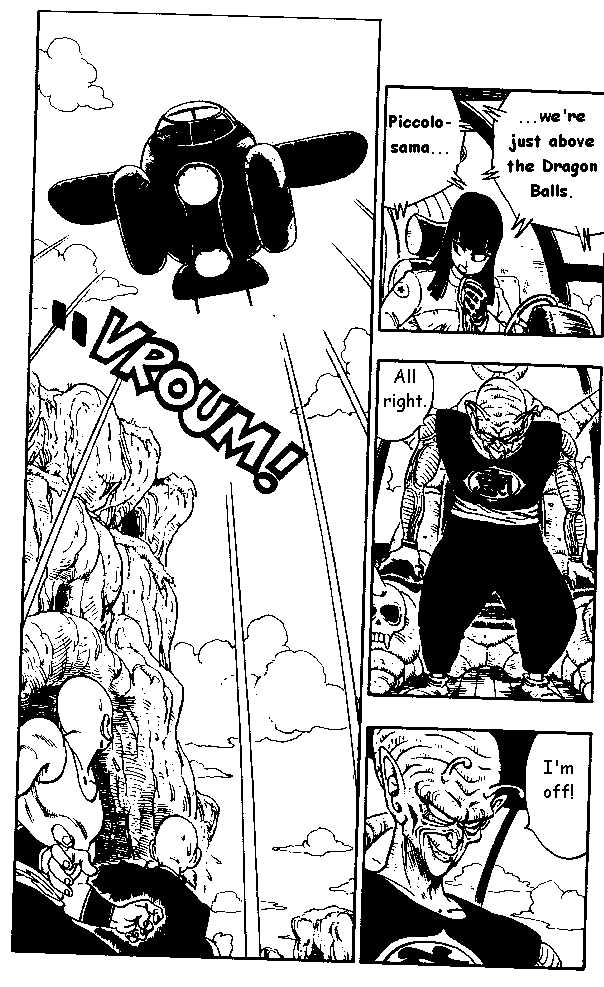 VROUM!
Piccolo-
sama...
...we're
just above
the Dragon
Balls.
All
right.
I'm
off!